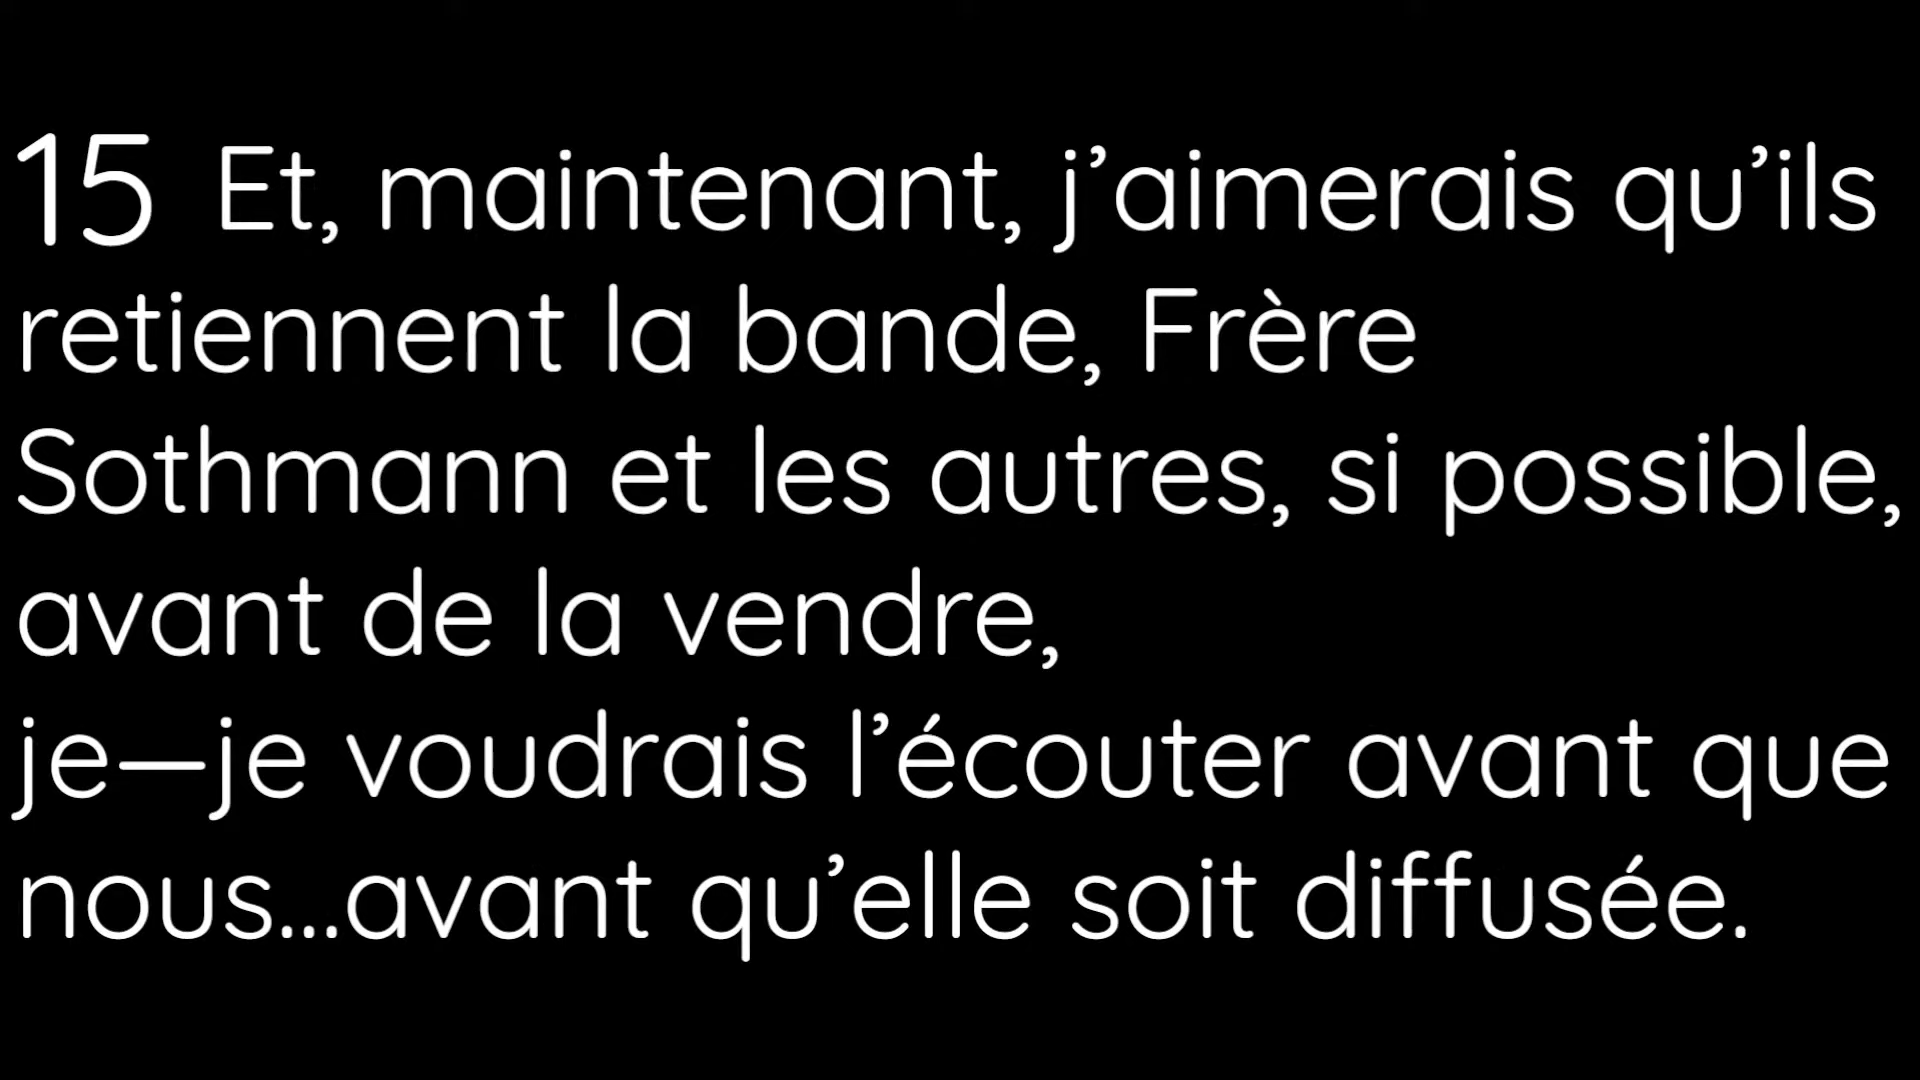 15 Et, maintenant, j’aimerais qu’ils
retiennent la bande, Frère
Sothmann et les autres, si possible,
avant de la vendre,
je—je voudrais l’écouter avant que
nous...avant qu’elle soit diffusée.